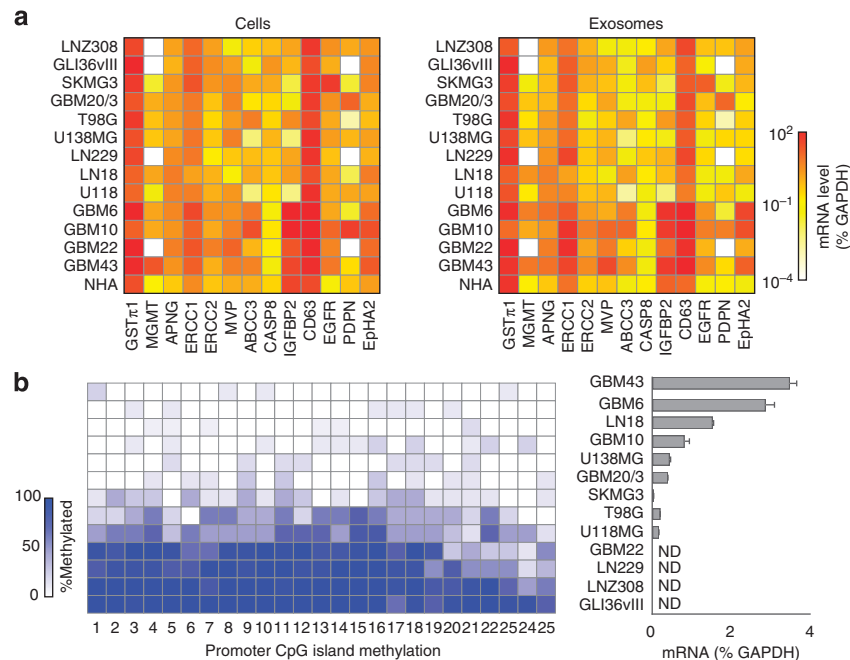 a
Cells
Exosomes
LNZ308
GLI36vIII
SKMG3
GBM20/3
T98G
U138MG
LN229
LN18
U118
GBM6
GBM10
GBM22
GBM43
NHA
GSTπ1
MGMT
APNG
ERCC1
ERCC2
MVP
ABCC3
CASP8
IGFBP2
CD63
EGFR
PDPN
EpHA2
LNZ308
GLI36vIII
SKMG3
GBM20/3
T98G
U138MG
LN229
LN18
U118
GBM6
GBM10
GBM22
GBM43
NHA
GSTπ1
MGMT
APNG
ERCC1
ERCC2
MVP
ABCC3
CASP8
IGFBP2
CD63
EGFR
PDPN
EpHA2
10^2
10^−1
10^−4
mRNA level
(% GAPDH)
b
100
50
0
%Methylated
1 2 3 4 5 6 7 8 9 10 11 12 13 14 15 16 17 18 19 20 21 22 23 24 25
Promoter CpG island methylation
GBM43
GBM6
LN18
GBM10
U138MG
GBM20/3
SKMG3
T98G
U118MG
GBM22 ND
LN229 ND
LNZ308 ND
GLI36vIII ND
0 2 4
mRNA (% GAPDH)